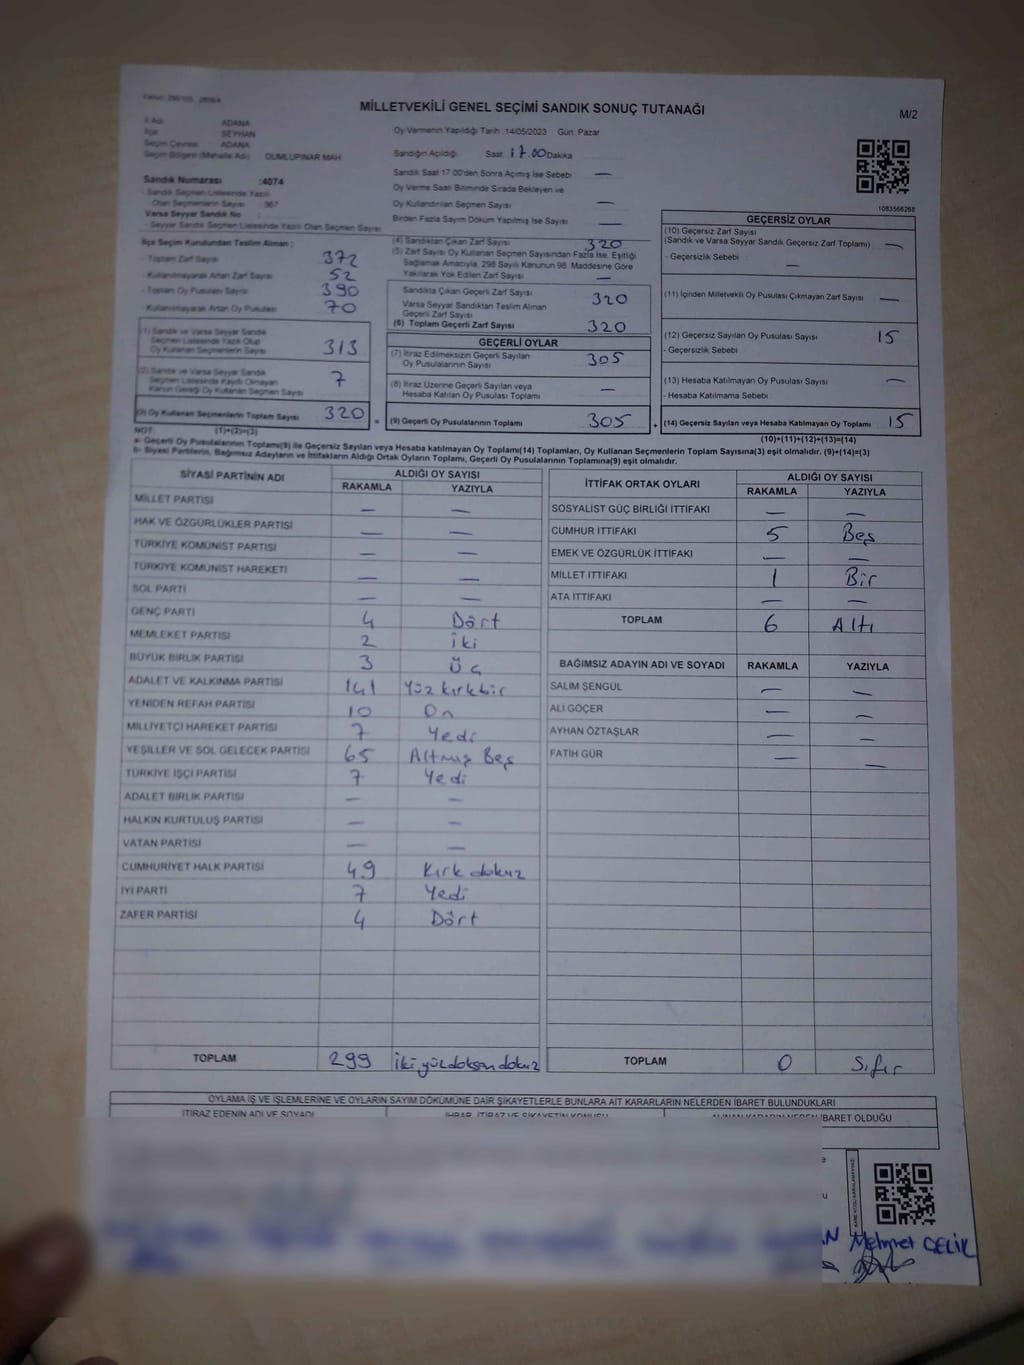 MİLLETVEKİLİ GENEL SEÇİMİ SANDIK SONUÇ TUTANAĞI
M/2
İl Adı ADANA
İlçe SEYHAN
Seçim Çevresi ADANA
Seçim Bölgesi (Mahalle Adı) DUMLUPINAR MAH
Oy Vermenin Yapıldığı Tarih :14/05/2023 Gün: Pazar
Sandığın Açıldığı Saat: 17.00 Dakika
Sandık Saat 17.00'den Sonra Açılmış İse Sebebi —
Oy Verme Saati Bitiminde Sırada Bekleyen ve
Oy Kullandırılan Seçmen Sayısı —
Birden Fazla Sayım Döküm Yapılmış İse Sayısı —
1083566268
Sandık Numarası :4074
- Sandık Seçmen Listesinde Yazılı
Olan Seçmenlerin Sayısı : 367
Varsa Seyyar Sandık No
- Seyyar Sandık Seçmen Listesinde Yazılı Olan Seçmen Sayısı
İlçe Seçim Kurulundan Teslim Alınan ;
- Toplam Zarf Sayısı 372
- Kullanılmayarak Artan Zarf Sayısı 52
- Toplam Oy Pusulası Sayısı 390
Kullanılmayarak Artan Oy Pusulası 70
(1) Sandık ve Varsa Seyyar Sandık
Seçmen Listesinde Yazılı Olup
Oy Kullanan Seçmenlerin Sayısı 313
(2) Sandık ve Varsa Seyyar Sandık
Seçmen Listesinde Kaydı Olmayan
Kanun Gereği Oy Kullanan Seçmen Sayısı 7
(3) Oy Kullanan Seçmenlerin Toplam Sayısı 320
(1)+(2)=(3)
(4) Sandıktan Çıkan Zarf Sayısı 320
(5) Zarf Sayısı Oy Kullanan Seçmen Sayısından Fazla İse, Eşitliği
Sağlamak Amacıyla, 298 Sayılı Kanunun 98. Maddesine Göre
Yakılarak Yok Edilen Zarf Sayısı —
Sandıkta Çıkan Geçerli Zarf Sayısı 320
Varsa Seyyar Sandıktan Teslim Alınan
Geçerli Zarf Sayısı
(6) Toplam Geçerli Zarf Sayısı 320
GEÇERLİ OYLAR
(7) İtiraz Edilmeksizin Geçerli Sayılan
Oy Pusulalarının Sayısı 305
(8) İtiraz Üzerine Geçerli Sayılan veya
Hesaba Katılan Oy Pusulası Toplamı —
= (9) Geçerli Oy Pusulalarının Toplamı 305
GEÇERSİZ OYLAR
(10) Geçersiz Zarf Sayısı
(Sandık ve Varsa Seyyar Sandık Geçersiz Zarf Toplamı) —
- Geçersizlik Sebebi —
(11) İçinden Milletvekili Oy Pusulası Çıkmayan Zarf Sayısı —
(12) Geçersiz Sayılan Oy Pusulası Sayısı 15
- Geçersizlik Sebebi
(13) Hesaba Katılmayan Oy Pusulası Sayısı —
- Hesaba Katılmama Sebebi
+ (14) Geçersiz Sayılan veya Hesaba Katılmayan Oy Toplamı 15
(10)+(11)+(12)+(13)=(14)
NOT:
a- Geçerli Oy Pusulalarının Toplamı(9) ile Geçersiz Sayılan veya Hesaba katılmayan Oy Toplam(14) Toplamları, Oy Kullanan Seçmenlerin Toplam Sayısına(3) eşit olmalıdır. (9)+(14)=(3)
b- Siyasi Partilerin, Bağımsız Adayların ve İttifakların Aldığı Oyların Toplamı, Geçerli Oy Pusulalarının Toplamına(9) eşit olmalıdır.
SİYASİ PARTİNİN ADI ALDIĞI OY SAYISI
RAKAMLA YAZIYLA
MİLLET PARTİSİ — —
HAK VE ÖZGÜRLÜKLER PARTİSİ — —
TÜRKİYE KOMÜNİST PARTİSİ — —
TÜRKİYE KOMÜNİST HAREKETİ — —
SOL PARTİ — —
GENÇ PARTİ 4 Dört
MEMLEKET PARTİSİ 2 İki
BÜYÜK BİRLİK PARTİSİ 3 Üç
ADALET VE KALKINMA PARTİSİ 141 Yüz kırkbir
YENİDEN REFAH PARTİSİ 10 On
MİLLİYETÇİ HAREKET PARTİSİ 7 Yedi
YEŞİLLER VE SOL GELECEK PARTİSİ 65 Altmış Beş
TÜRKİYE İŞÇİ PARTİSİ 7 Yedi
ADALET BİRLİK PARTİSİ — —
HALKIN KURTULUŞ PARTİSİ — —
VATAN PARTİSİ — —
CUMHURİYET HALK PARTİSİ 49 Kırk dokuz
İYİ PARTİ 7 Yedi
ZAFER PARTİSİ 4 Dört
TOPLAM 299 İki yüz doksan dokuz
İTTİFAK ORTAK OYLARI ALDIĞI OY SAYISI
RAKAMLA YAZIYLA
SOSYALİST GÜÇ BİRLİĞİ İTTİFAKI — —
CUMHUR İTTİFAKI 5 Beş
EMEK VE ÖZGÜRLÜK İTTİFAKI — —
MİLLET İTTİFAKI 1 Bir
ATA İTTİFAKI — —
TOPLAM 6 Altı
BAĞIMSIZ ADAYIN ADI VE SOYADI RAKAMLA YAZIYLA
SALİM ŞENGÜL — —
ALİ GÖÇER — —
AYHAN ÖZTAŞLAR — —
FATİH GÜR — —
TOPLAM 0 Sıfır
OYLAMA İŞ VE İŞLEMLERİNE VE OYLARIN SAYIM DÖKÜMÜNE DAİR ŞİKAYETLERLE BUNLARA AİT KARARLARIN NELERDEN İBARET BULUNDUKLARI
İTİRAZ EDENİN ADI VE SOYADI İHBAR, İTİRAZ VE ŞİKAYETİN KONUSU ALINAN KARARIN NEDEN İBARET OLDUĞU
Mehmet ÇELİK